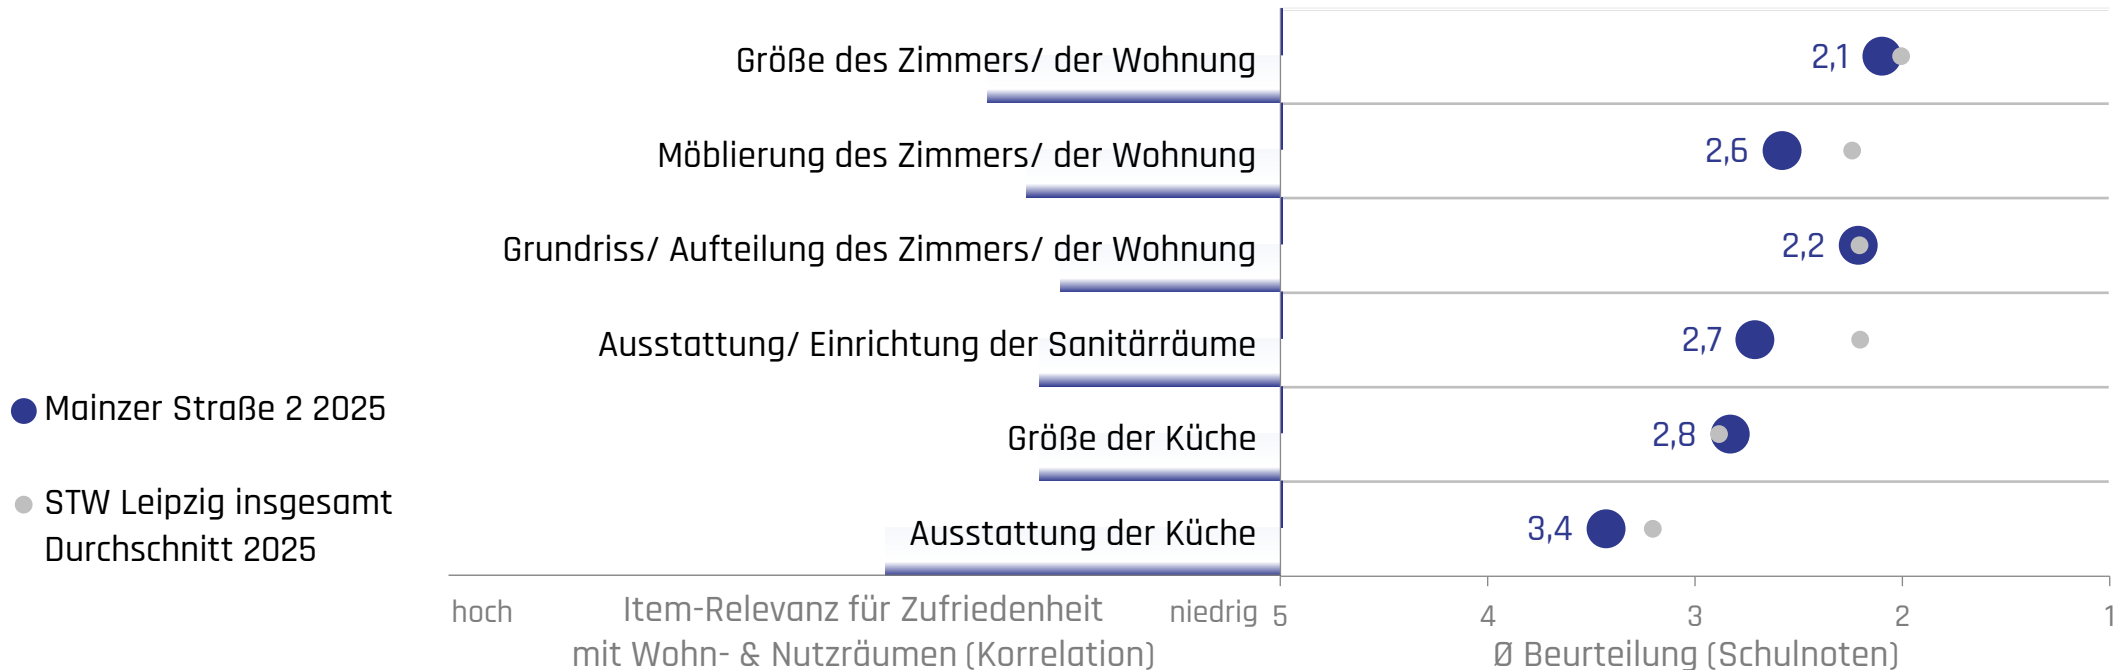 Größe des Zimmers/ der Wohnung
2,1
Möblierung des Zimmers/ der Wohnung
2,6
Grundriss/ Aufteilung des Zimmers/ der Wohnung
2,2
Ausstattung/ Einrichtung der Sanitärräume
2,7
Größe der Küche
2,8
Ausstattung der Küche
3,4
Mainzer Straße 2 2025
STW Leipzig insgesamt
Durchschnitt 2025
hoch
Item-Relevanz für Zufriedenheit
mit Wohn- & Nutzräumen (Korrelation)
niedrig
5 4 3 2 1
Ø Beurteilung (Schulnoten)